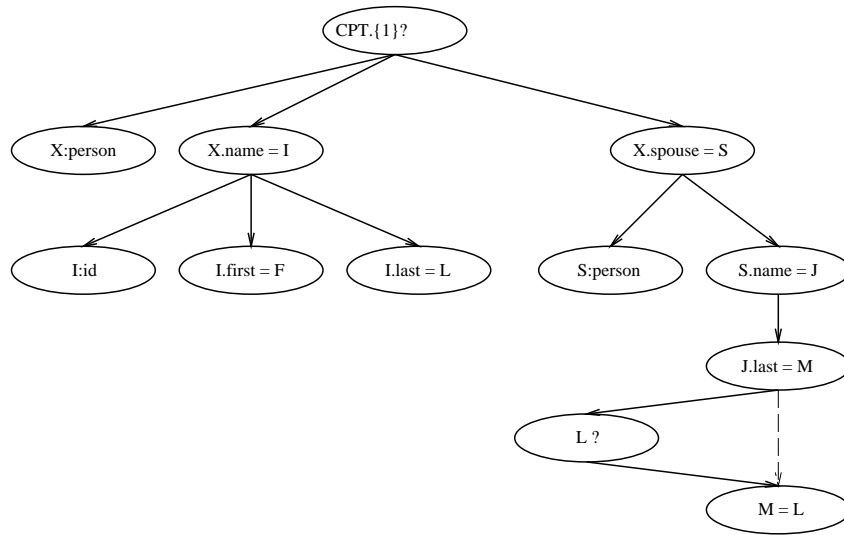 CPT.{1}?
X:person
X.name = I
X.spouse = S
I:id
I.first = F
I.last = L
S:person
S.name = J
J.last = M
L ?
M = L